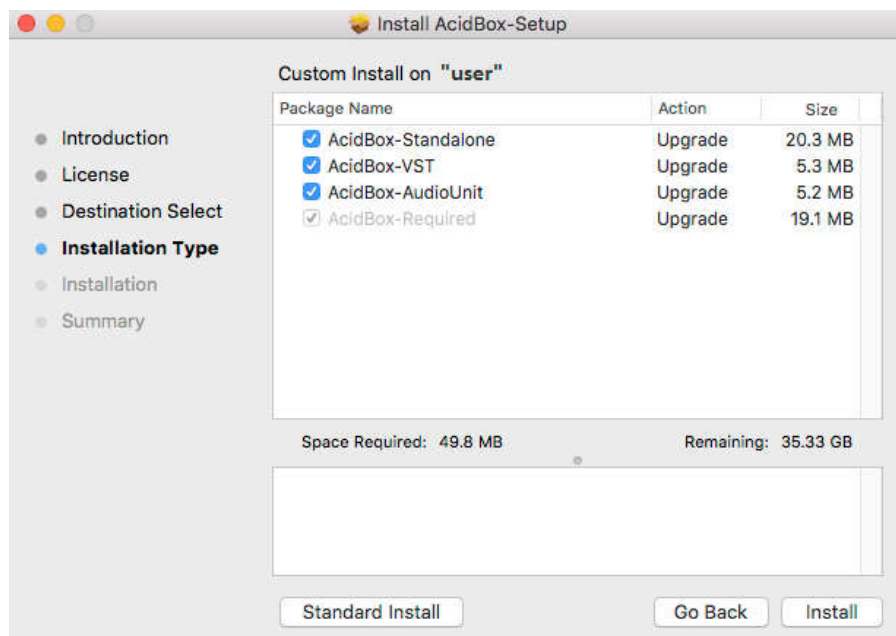 Install AcidBox-Setup
Custom Install on "user"
Package Name Action Size
AcidBox-Standalone Upgrade 20.3 MB
AcidBox-VST Upgrade 5.3 MB
AcidBox-AudioUnit Upgrade 5.2 MB
AcidBox-Required Upgrade 19.1 MB
Introduction
License
Destination Select
Installation Type
Installation
Summary
Space Required: 49.8 MB Remaining: 35.33 GB
Standard Install Go Back Install